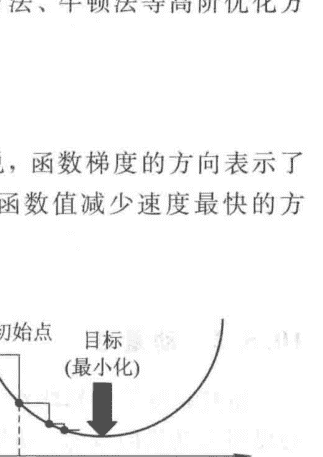 法、牛顿法等高阶优化方
，函数梯度的方向表示了
函数值减少速度最快的方
初始点
目标
(最小化)